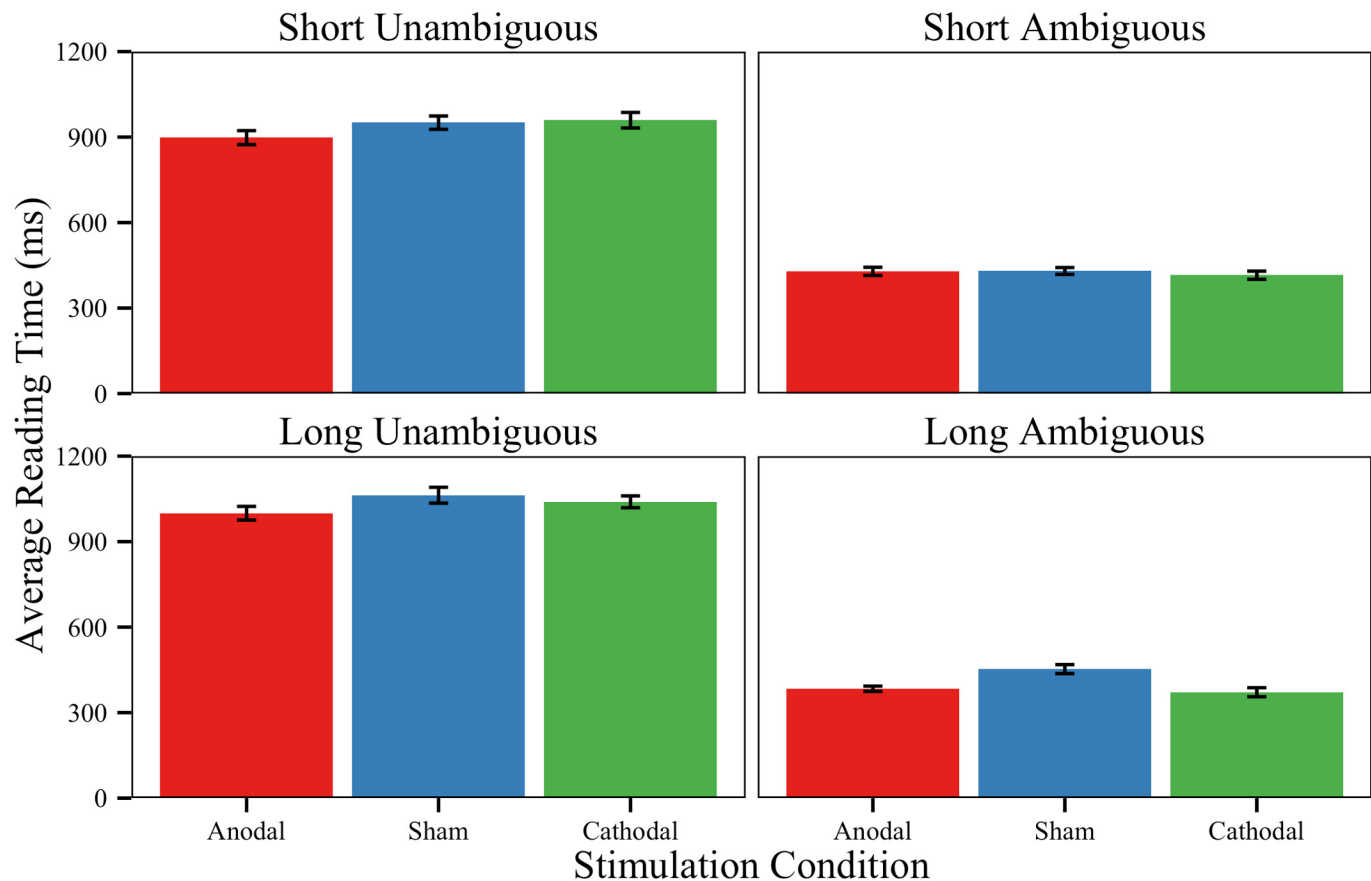 Short Unambiguous
Short Ambiguous
1200
900
600
300
0
Long Unambiguous
Long Ambiguous
1200
900
600
300
0
Average Reading Time (ms)
Anodal Sham Cathodal
Anodal Sham Cathodal
Stimulation Condition